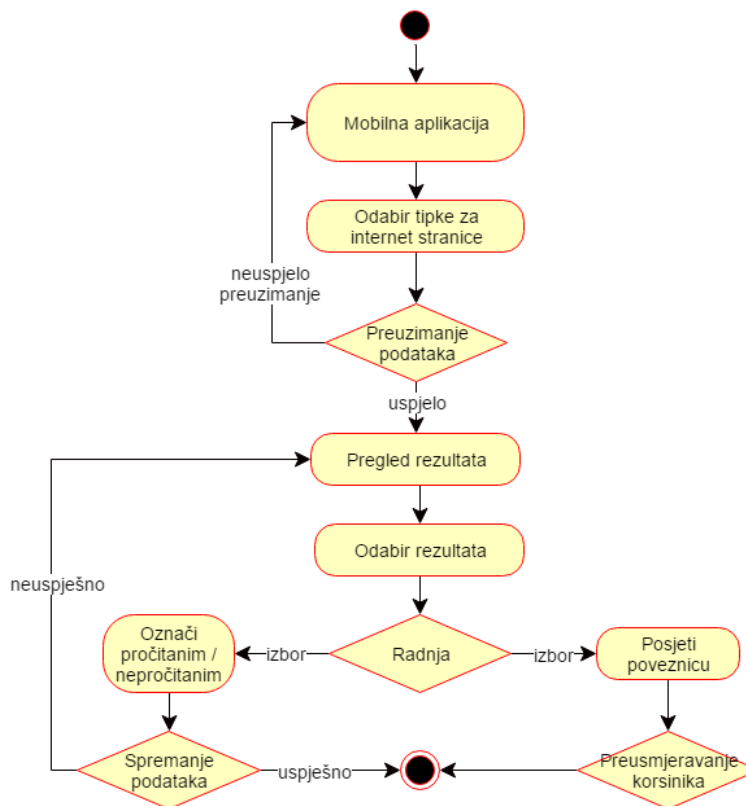 Mobilna aplikacija
Odabir tipke za
internet stranice
neuspjelo
preuzimanje
Preuzimanje
podataka
uspjelo
Pregled rezultata
Odabir rezultata
neuspješno
Označi
pročitanim /
nepročitanim
izbor
Radnja
izbor
Posjeti
poveznicu
Spremanje
podataka
uspješno
Preusmjeravanje
korsinika